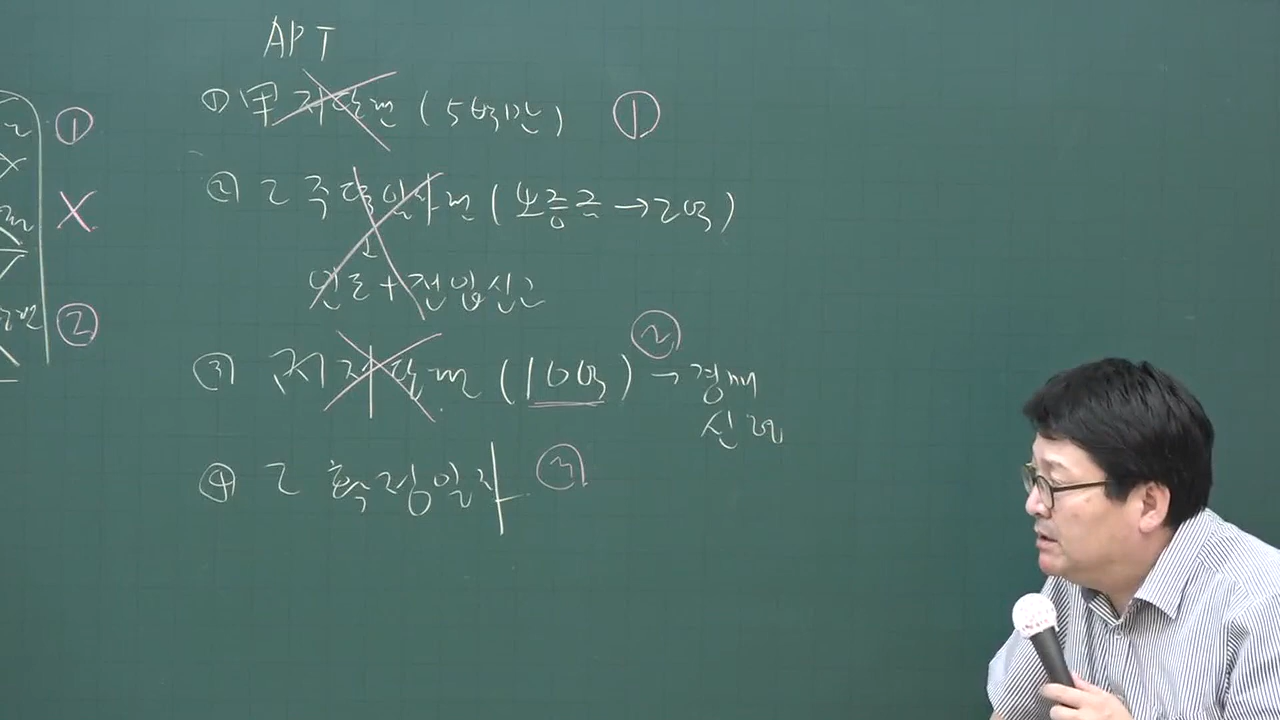 APT
① 甲 저당권 (5백만) ①
② 乙 주택임차권 (보증금 → 2억)
인도 + 전입신고
③ 丙 저당권 (10억) → 경매 ②
신청
④ 乙 확정일자 ③
①
X
②